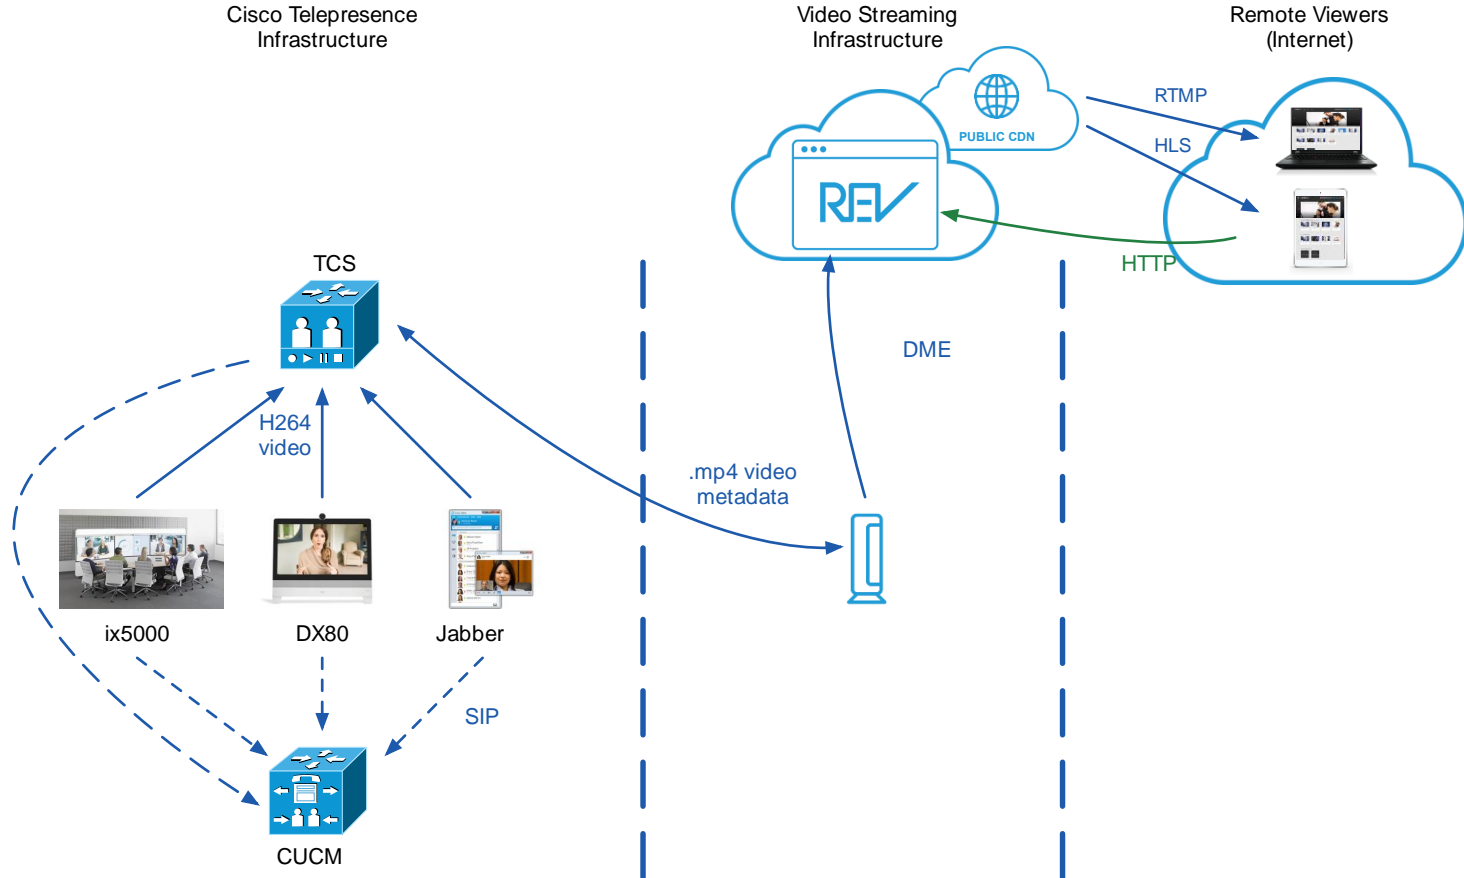 Cisco Telepresence
Infrastructure
Video Streaming
Infrastructure
Remote Viewers
(Internet)
PUBLIC CDN
RTMP
HLS
REV
HTTP
TCS
DME
H264
video
.mp4 video
metadata
ix5000
DX80
Jabber
SIP
CUCM